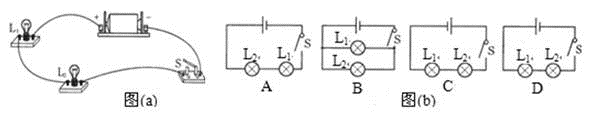 L₁
+ −
L₂
S
图(a)
S
L₂, L₁,
A
L₁,
S
L₂,
B
S
L₁, L₂,
C
S
L₁, L₂,
D
图(b)